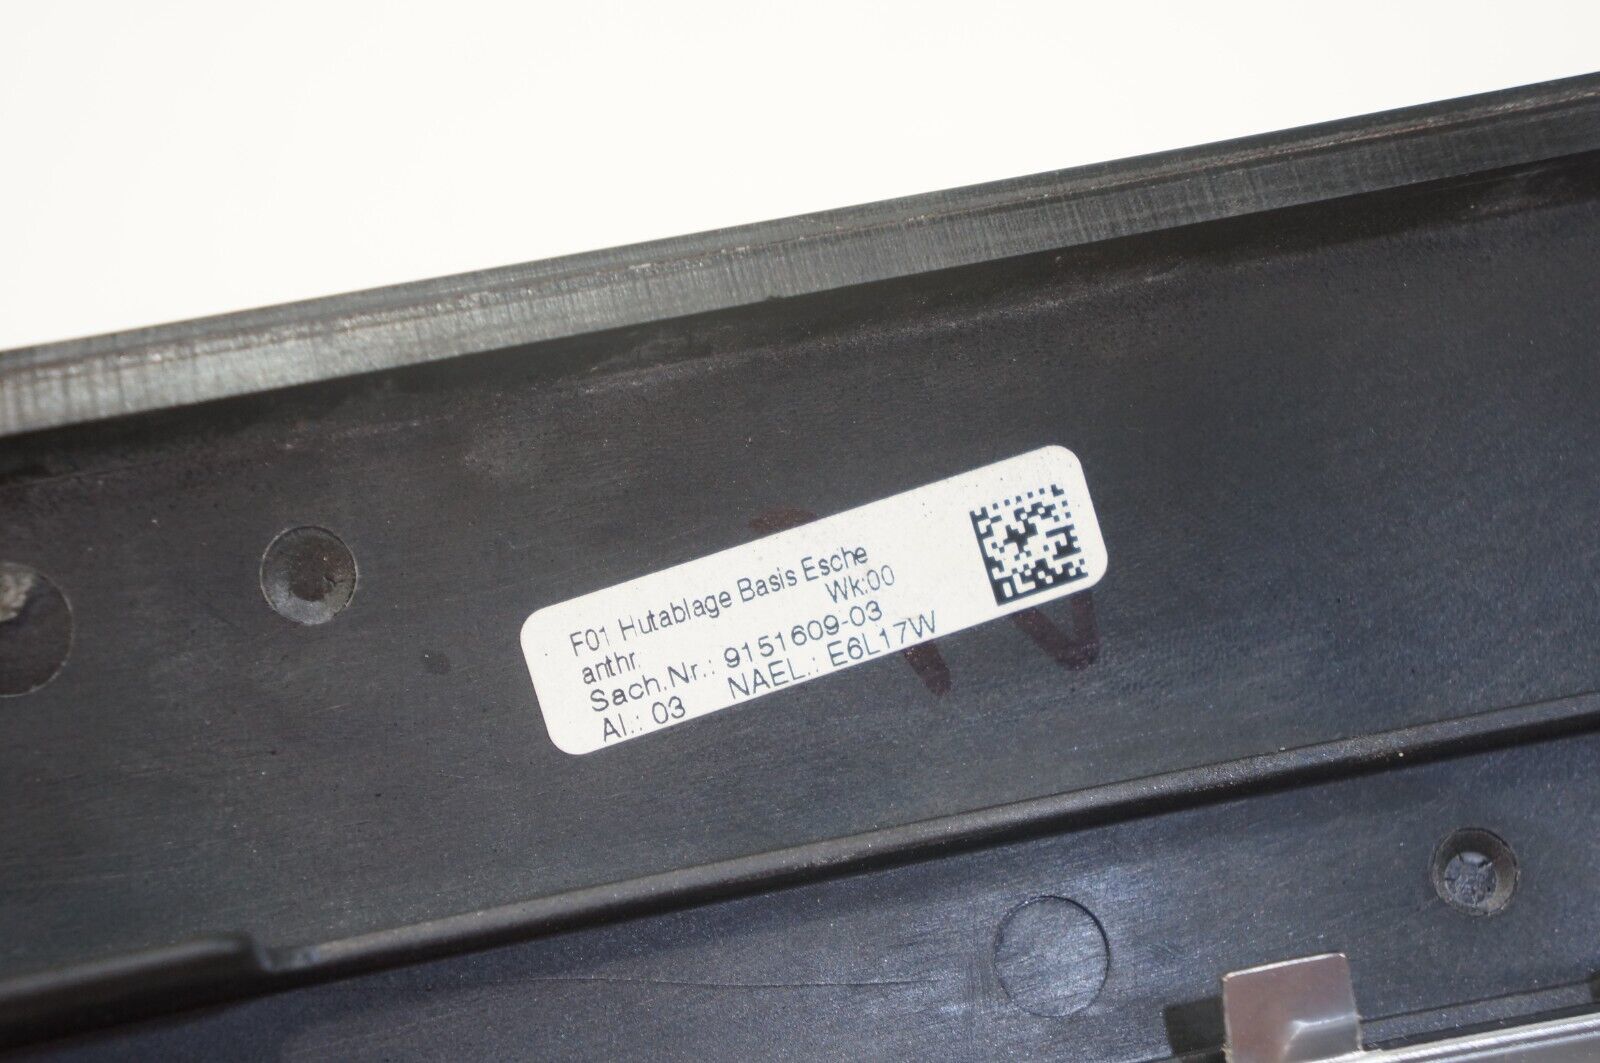 F01 Hutablage Basis Esche
anthr. Wk:00
Sach.Nr.: 9151609-03
Al.: 03 NAEL.: E6L17W